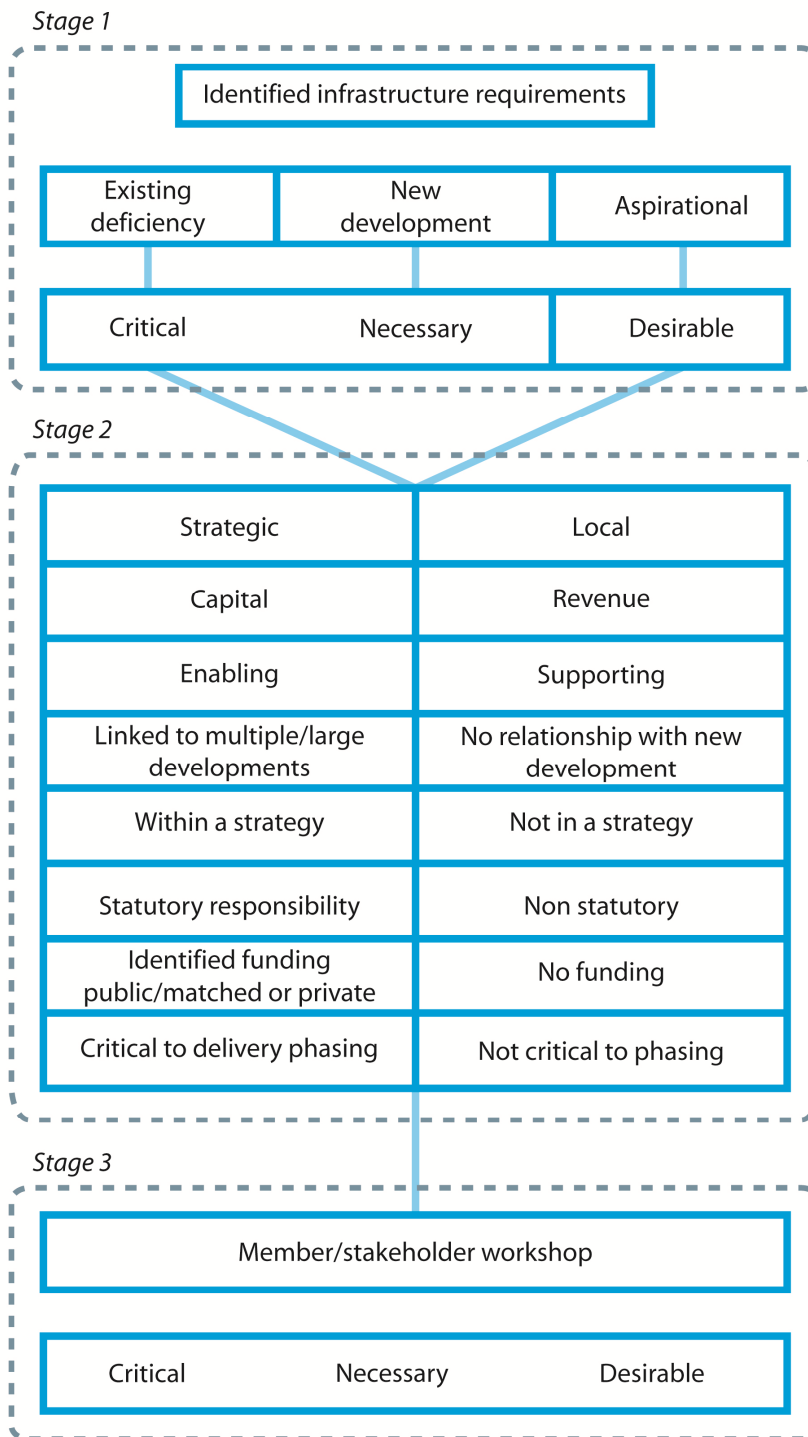 Stage 1
Identified infrastructure requirements
Existing
deficiency
New
development
Aspirational
Critical
Necessary
Desirable
Stage 2
Strategic
Local
Capital
Revenue
Enabling
Supporting
Linked to multiple/large
developments
No relationship with new
development
Within a strategy
Not in a strategy
Statutory responsibility
Non statutory
Identified funding
public/matched or private
No funding
Critical to delivery phasing
Not critical to phasing
Stage 3
Member/stakeholder workshop
Critical
Necessary
Desirable